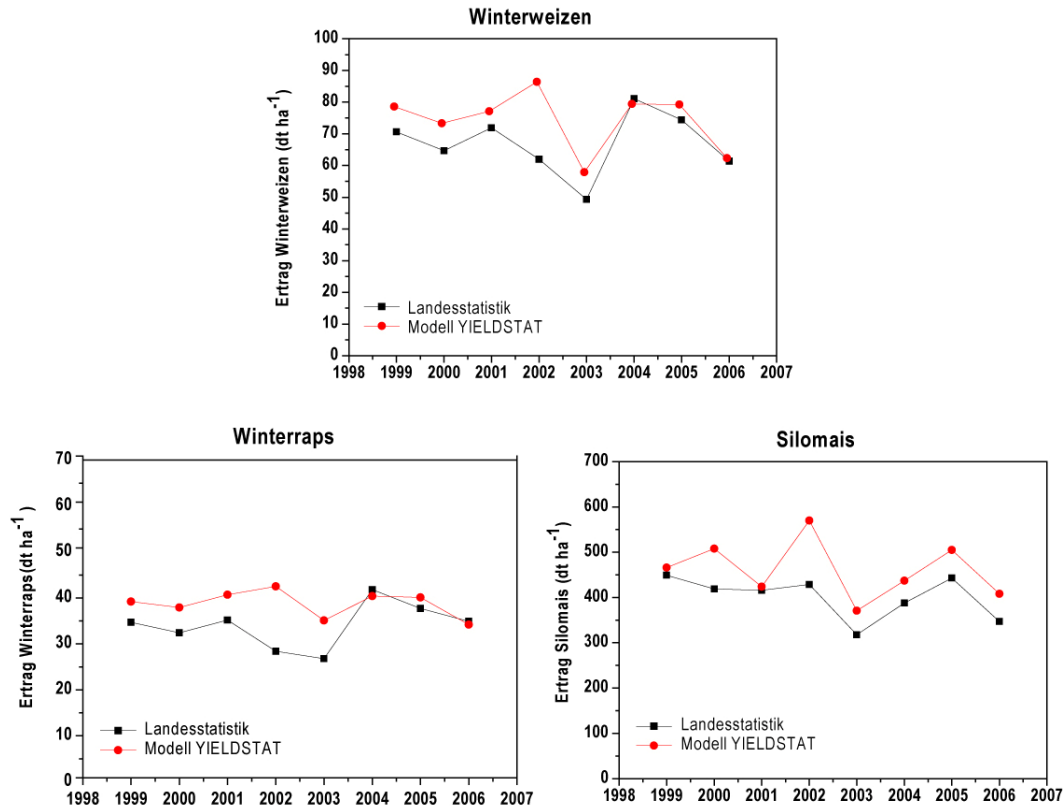 Winterweizen
Ertrag Winterweizen (dt ha⁻¹)
100
90
80
70
60
50
40
30
20
10
0
Landesstatistik
Modell YIELDSTAT
1998 1999 2000 2001 2002 2003 2004 2005 2006 2007
Winterraps
Ertrag Winterraps(dt ha⁻¹)
70
60
50
40
30
20
10
0
Landesstatistik
Modell YIELDSTAT
1998 1999 2000 2001 2002 2003 2004 2005 2006 2007
Silomais
Ertrag Silomais (dt ha⁻¹)
700
600
500
400
300
400
100
0
Landesstatistik
Modell YIELDSTAT
1998 1999 2000 2001 2002 2003 2004 2005 2006 2007